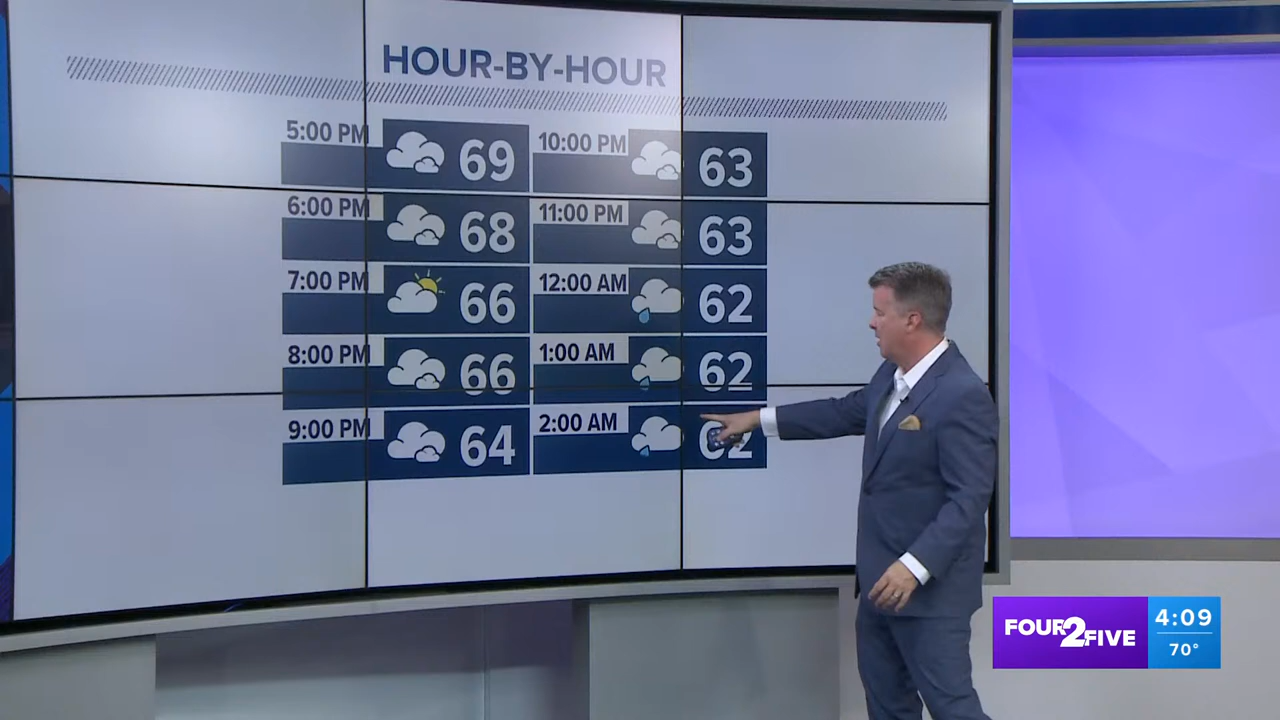 HOUR-BY-HOUR
5:00 PM 69
6:00 PM 68
7:00 PM 66
8:00 PM 66
9:00 PM 64
10:00 PM 63
11:00 PM 63
12:00 AM 62
1:00 AM 62
2:00 AM 62
FOUR2FIVE
4:09
70°